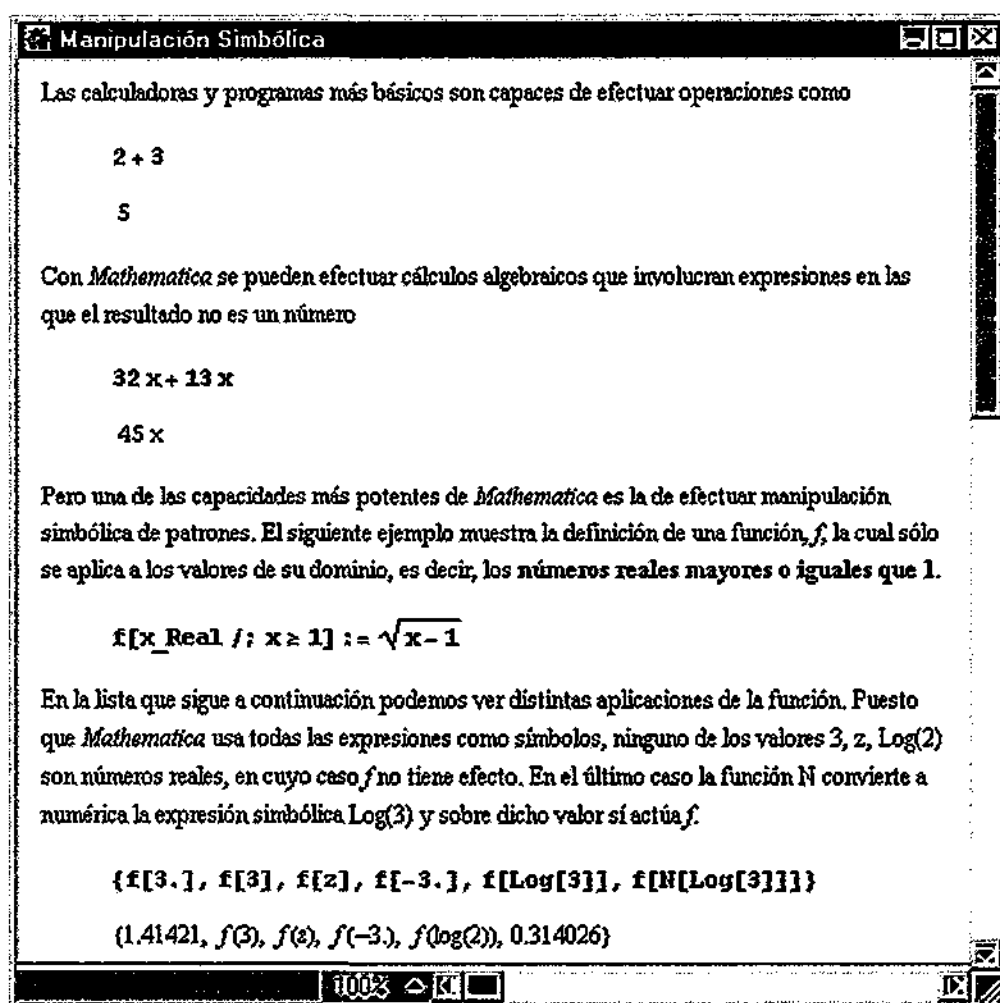 Manipulación Simbólica
Las calculadoras y programas más básicos son capaces de efectuar operaciones como
2 + 3
5
Con Mathematica se pueden efectuar cálculos algebraicos que involucran expresiones en las
que el resultado no es un número
32 x + 13 x
45 x
Pero una de las capacidades más potentes de Mathematica es la de efectuar manipulación
simbólica de patrones. El siguiente ejemplo muestra la definición de una función, f, la cual sólo
se aplica a los valores de su dominio, es decir, los números reales mayores o iguales que 1.
f[x_Real /; x ≥ 1] := √x - 1
En la lista que sigue a continuación podemos ver distintas aplicaciones de la función. Puesto
que Mathematica usa todas las expresiones como símbolos, ninguno de los valores 3, z, Log(2)
son números reales, en cuyo caso f no tiene efecto. En el último caso la función N convierte a
numérica la expresión simbólica Log(3) y sobre dicho valor sí actúa f.
{f[3.], f[3], f[z], f[-3.], f[Log[3]], f[N[Log[3]]]}
{1.41421, f(3), f(z), f(-3.), f(log(2)), 0.314026}
100%